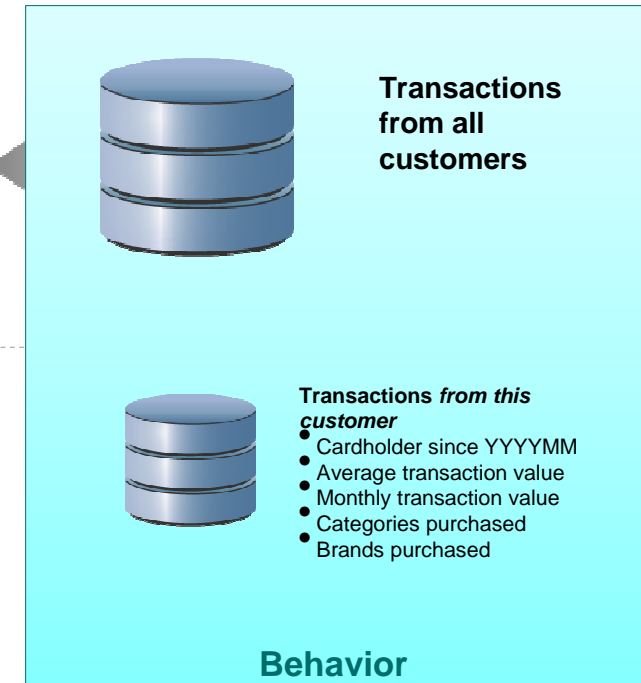 Transactions
from all
customers
Transactions from this
customer
• Cardholder since YYYYMM
• Average transaction value
• Monthly transaction value
• Categories purchased
• Brands purchased
Behavior